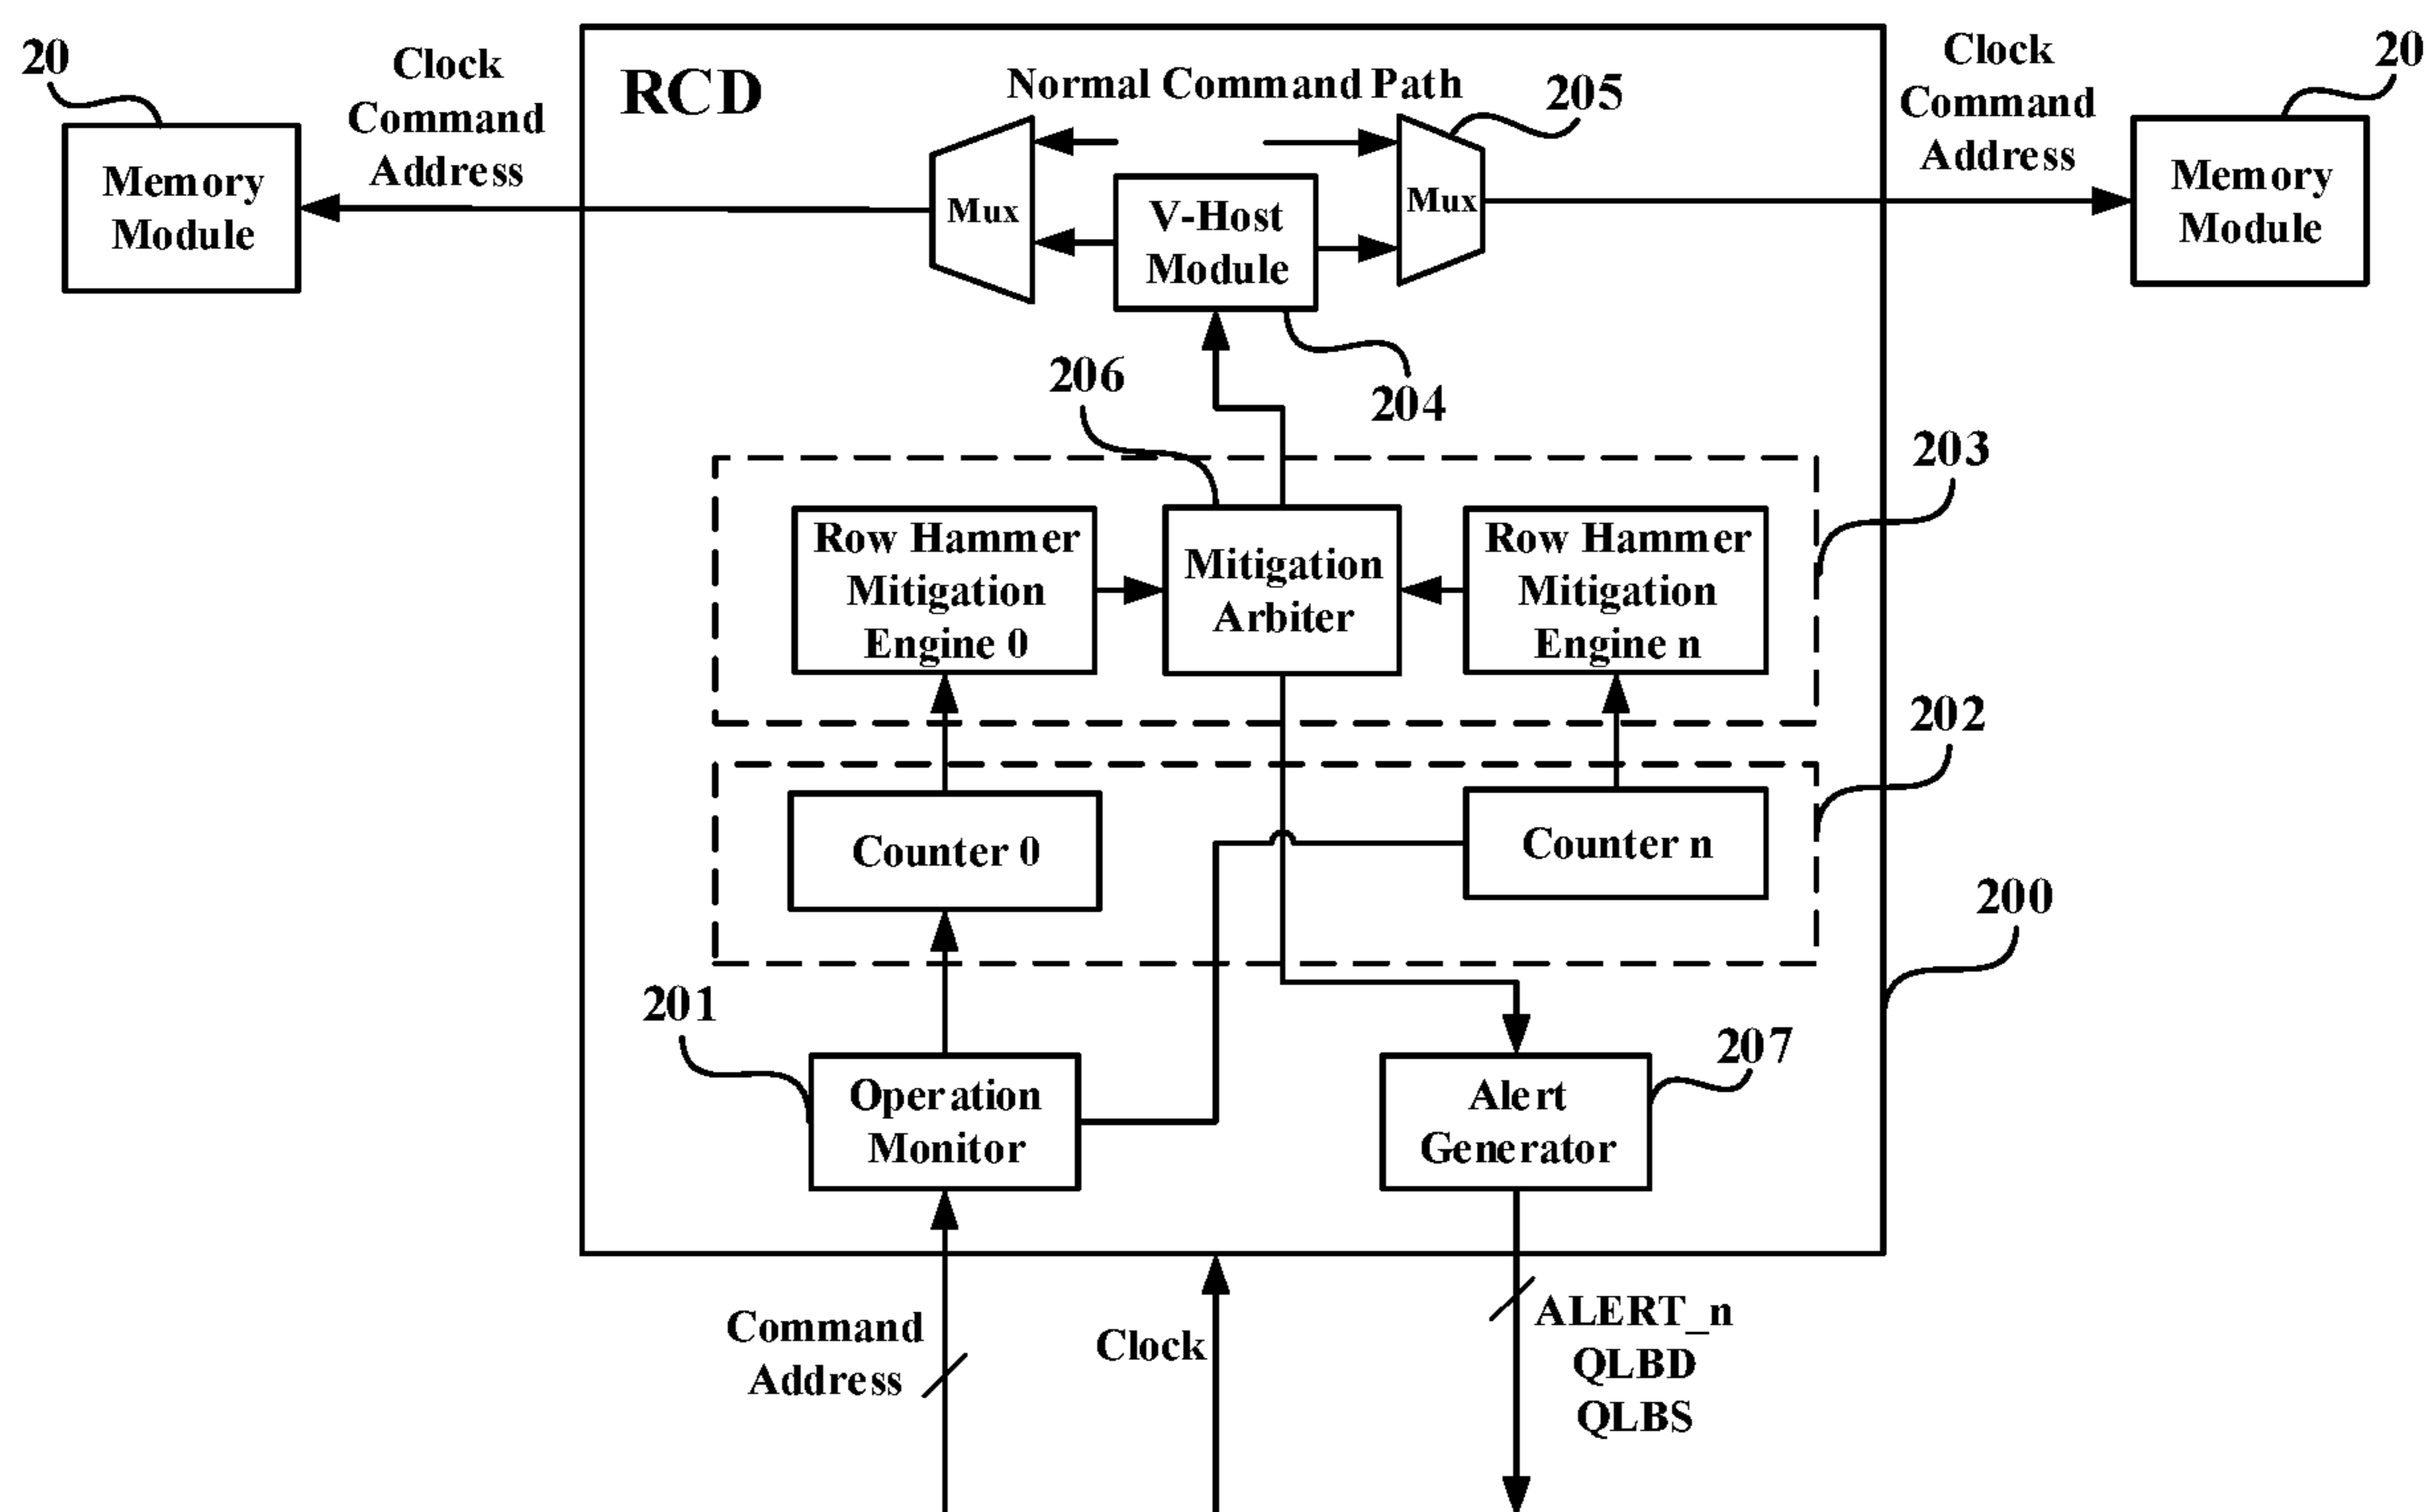 20
Clock
Command
Address
Memory
Module
RCD
Normal Command Path
205
Mux
V-Host
Module
Mux
204
Clock
Command
Address
20
Memory
Module
206
203
Row Hammer
Mitigation
Engine 0
Mitigation
Arbiter
Row Hammer
Mitigation
Engine n
202
Counter 0
Counter n
200
201
Operation
Monitor
207
Alert
Generator
Command
Address
Clock
ALERT_n
QLBD
QLBS